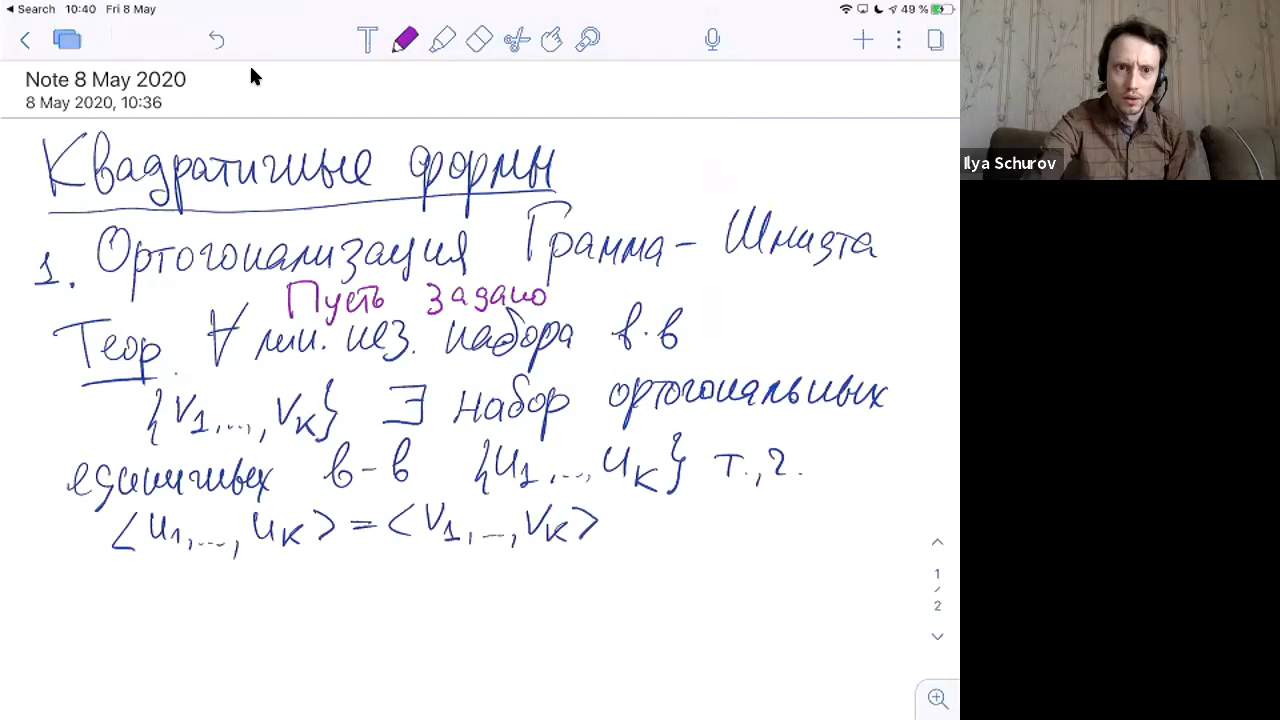 Search 10:40 Fri 8 May 49 %
T
Note 8 May 2020
8 May 2020, 10:36
Ilya Schurov
Квадратичные формы
1. Ортогонализация Грамма - Шмидта
Пусть задано
Теор. ∀ лин. нез. набора в-в
{v1,...,vk} ∃ набор ортогональных
единичных в-в {u1,...,uk} т.,ч.
<u1,...,uk> = <v1,...,vk>
1
/
2